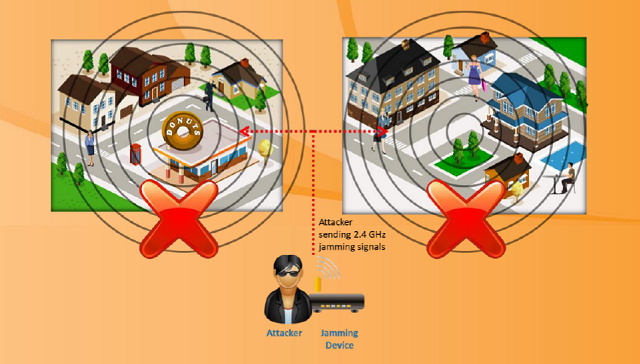 DONUTS
Attacker
sending 2.4 GHz
jamming signals
Attacker
Jamming
Device